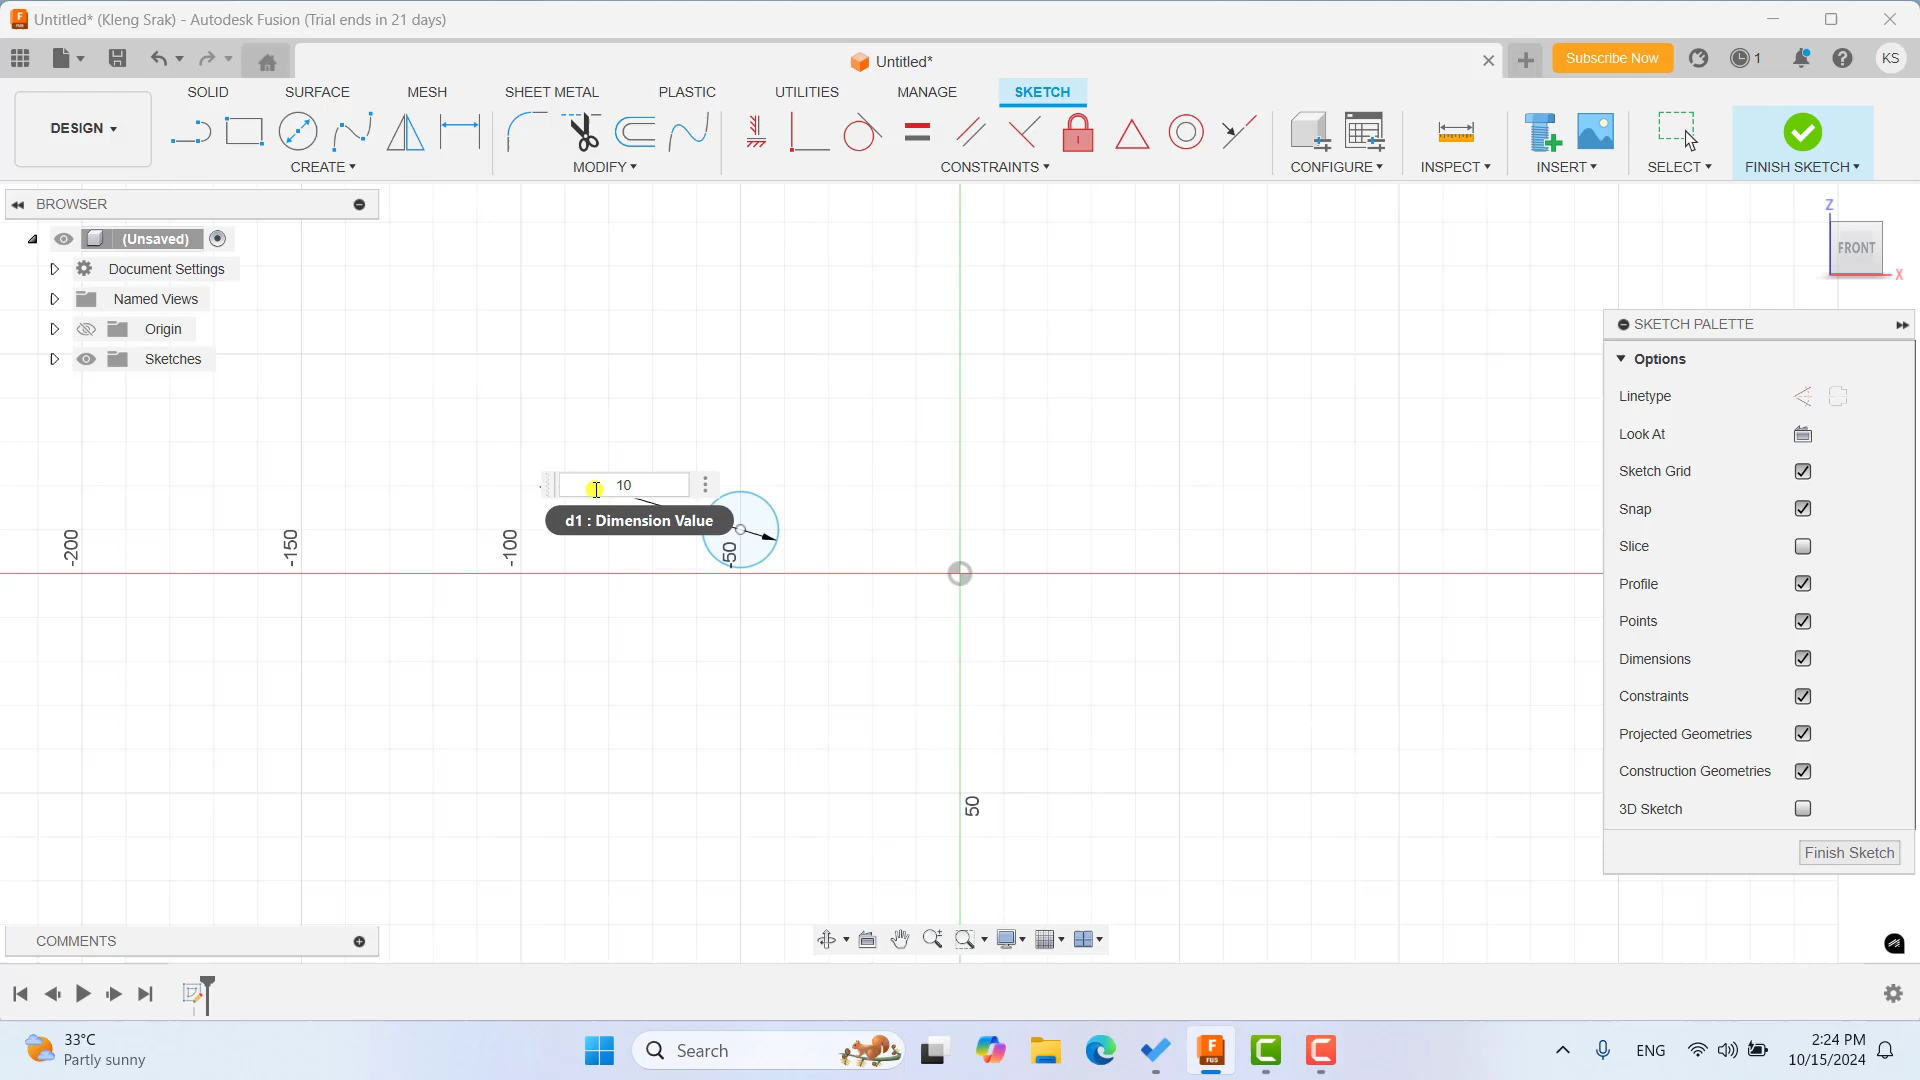 Untitled* (Kleng Srak) - Autodesk Fusion (Trial ends in 21 days)
Untitled*
Subscribe Now
1
KS
DESIGN
SOLID
SURFACE
MESH
SHEET METAL
PLASTIC
UTILITIES
MANAGE
SKETCH
CREATE
MODIFY
CONSTRAINTS
CONFIGURE
INSPECT
INSERT
SELECT
FINISH SKETCH
BROWSER
(Unsaved)
Document Settings
Named Views
Origin
Sketches
Z
FRONT
X
SKETCH PALETTE
Options
Linetype
Look At
Sketch Grid
Snap
Slice
Profile
Points
Dimensions
Constraints
Projected Geometries
Construction Geometries
3D Sketch
Finish Sketch
10
d1 : Dimension Value
-200
-150
-100
-50
50
COMMENTS
33°C
Partly sunny
Search
FUS
ENG
2:24 PM
10/15/2024